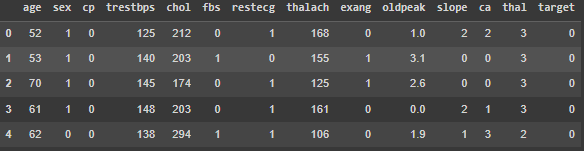 age sex cp trestbps chol fbs restecg thalach exang oldpeak slope ca thal target
0 52 1 0 125 212 0 1 168 0 1.0 2 2 3 0
1 53 1 0 140 203 1 0 155 1 3.1 0 0 3 0
2 70 1 0 145 174 0 1 125 1 2.6 0 0 3 0
3 61 1 0 148 203 0 1 161 0 0.0 2 1 3 0
4 62 0 0 138 294 1 1 106 0 1.9 1 3 2 0